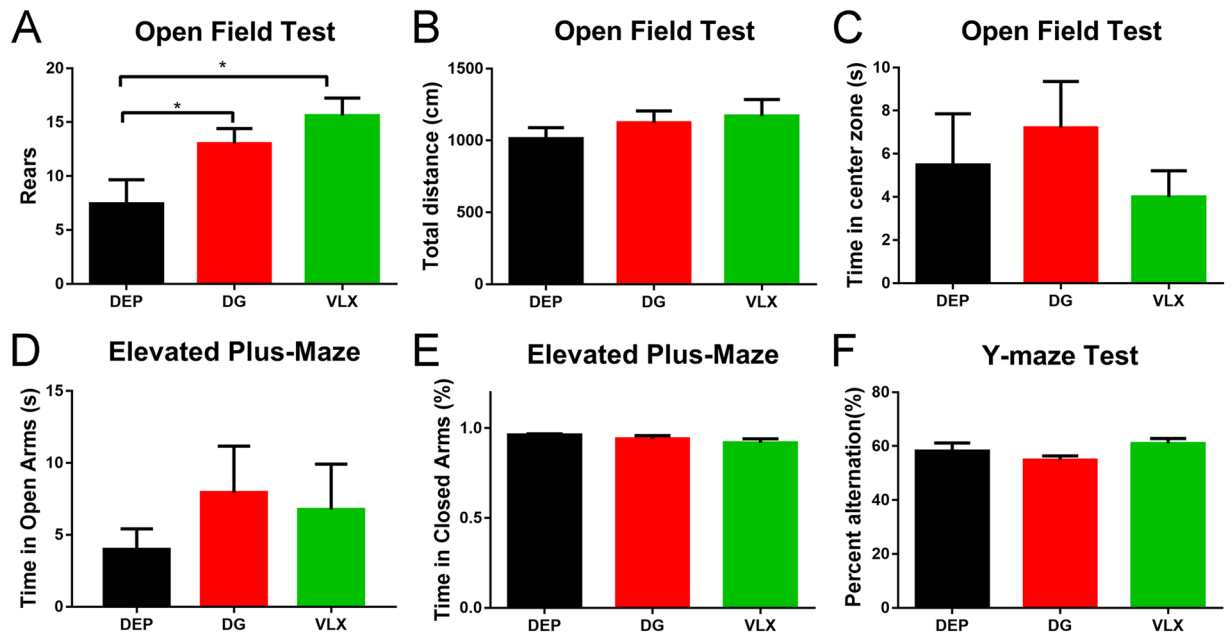 A
Open Field Test
Rears
20
15
10
5
0
*
*
DEP DG VLX
B
Open Field Test
Total distance (cm)
1500
1000
500
0
DEP DG VLX
C
Open Field Test
Time in center zone (s)
10
8
6
4
2
0
DEP DG VLX
D
Elevated Plus-Maze
Time in Open Arms (s)
15
10
5
0
DEP DG VLX
E
Elevated Plus-Maze
Time in Closed Arms (%)
1.0
0.5
0.0
DEP DG VLX
F
Y-maze Test
Percent alternation(%)
80
60
40
20
0
DEP DG VLX